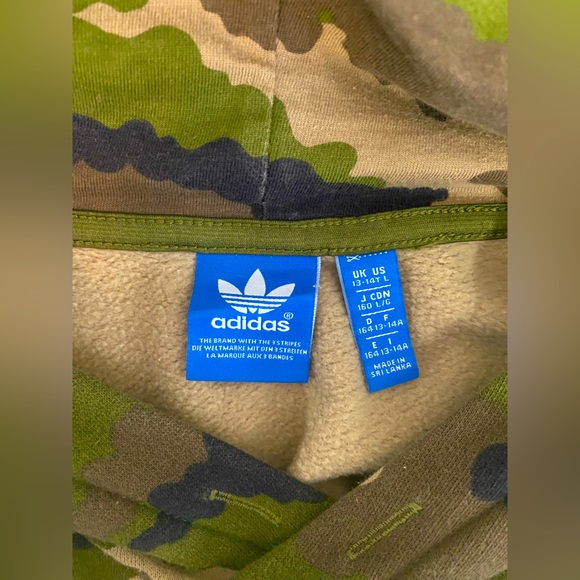 adidas®
THE BRAND WITH THE 3 STRIPES
DIE WELTMARKE MIT DEN 3 STREIFEN
LA MARQUE AUX 3 BANDES
UK US
13-14Y L
J CDN
160 L/G
D F
164 13-14A
E I
164 13-14A
MADE IN
SRI LANKA